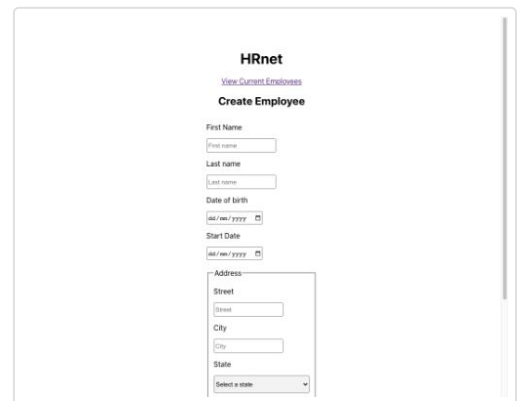 HRnet
View Current Employees
Create Employee
First Name
First name
Last name
Last name
Date of birth
dd/mm/yyyy
Start Date
dd/mm/yyyy
Address
Street
Street
City
City
State
Select a state